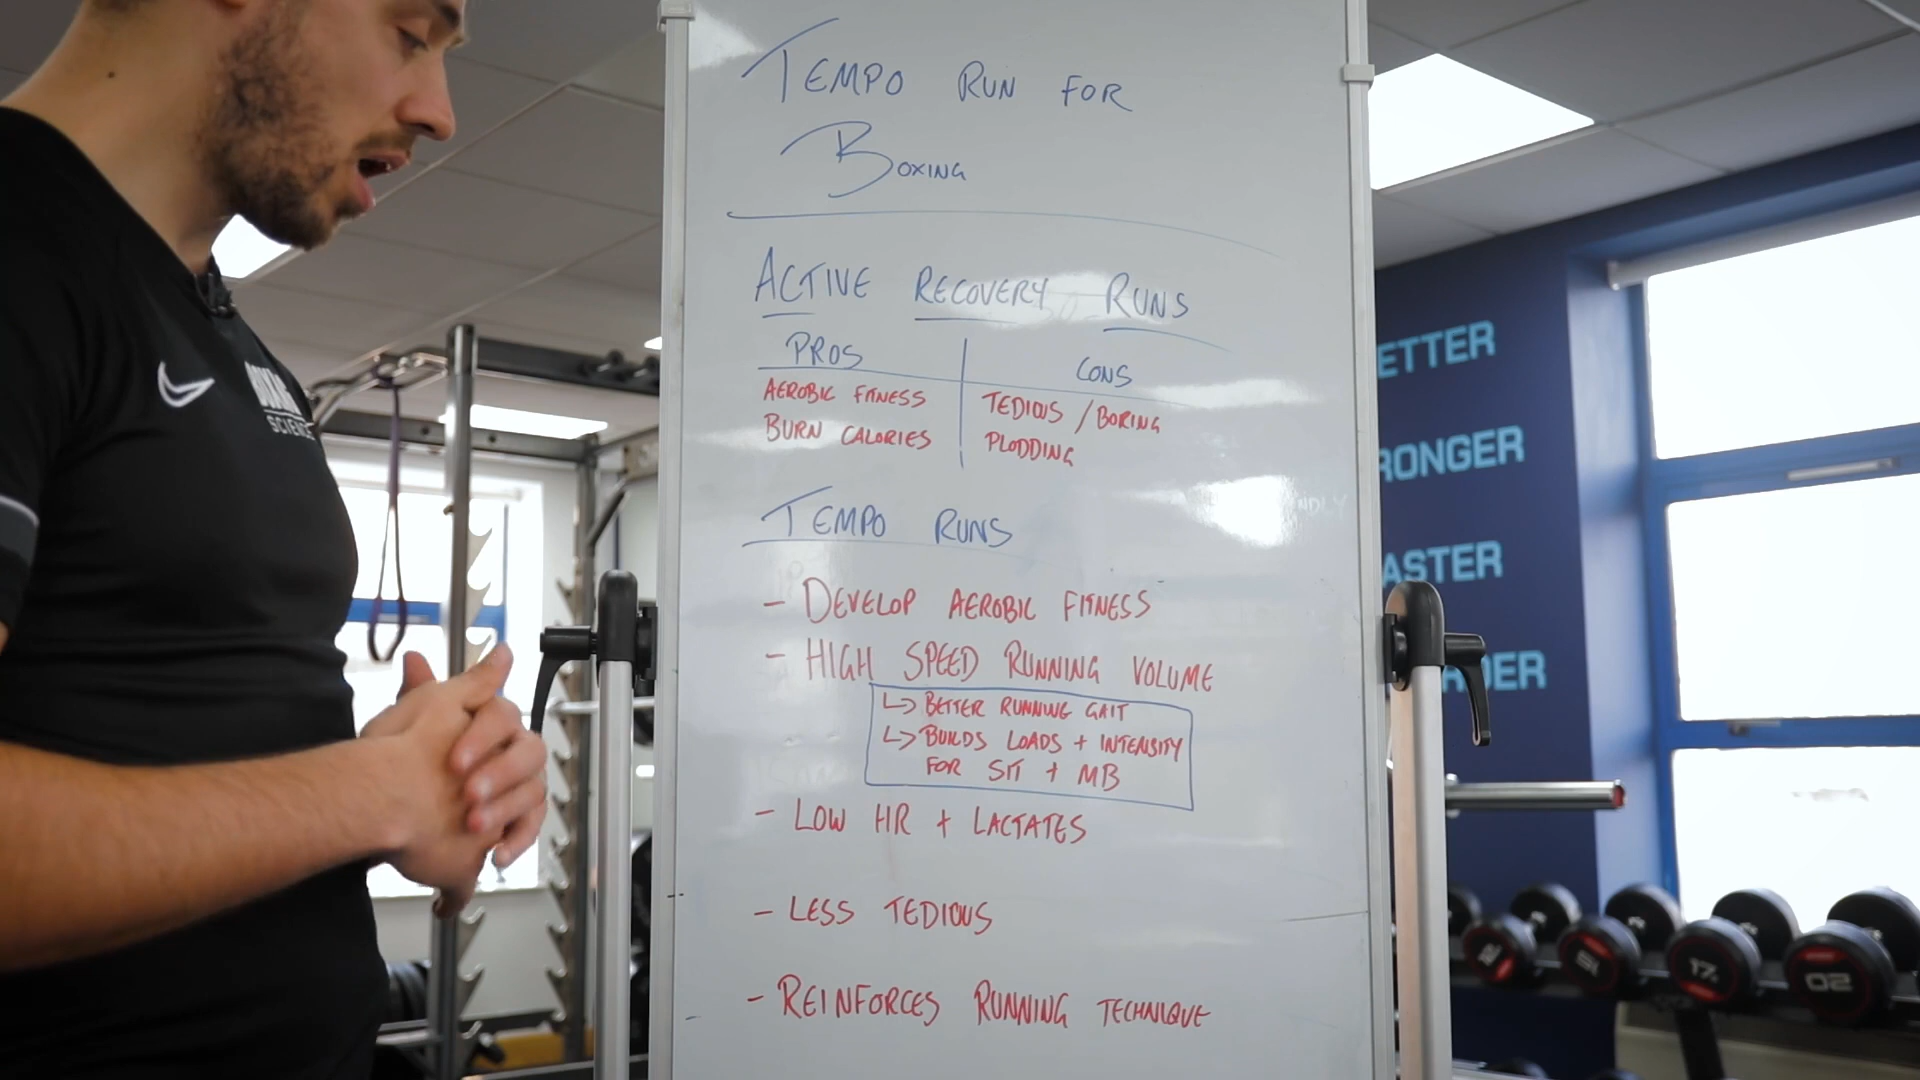 TEMPO RUN FOR
BOXING
ACTIVE RECOVERY RUNS
PROS
CONS
AEROBIC FITNESS
BURN CALORIES
TEDIOUS / BORING
PLODDING
TEMPO RUNS
- DEVELOP AEROBIC FITNESS
- HIGH SPEED RUNNING VOLUME
↳ BETTER RUNNING GAIT
↳ BUILDS LOADS + INTENSITY
FOR SIT + MB
- LOW HR + LACTATES
- LESS TEDIOUS
- REINFORCES RUNNING TECHNIQUE
SCIENCE
ETTER
RONGER
ASTER
RDER